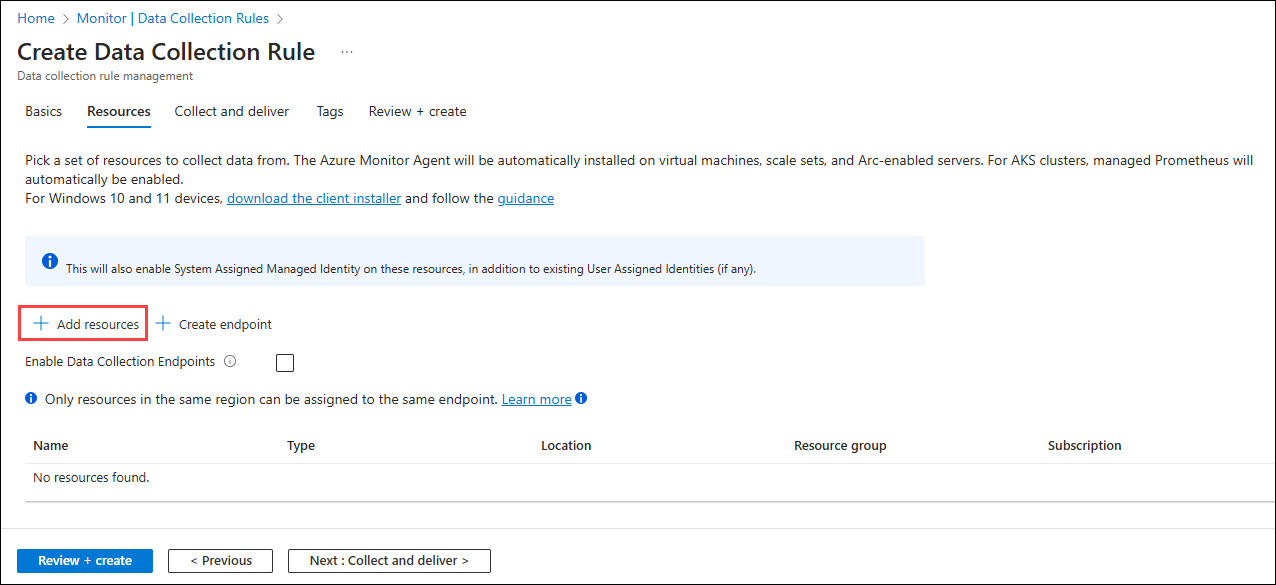 Home > Monitor | Data Collection Rules >
Create Data Collection Rule ...
Data collection rule management
Basics Resources Collect and deliver Tags Review + create
Pick a set of resources to collect data from. The Azure Monitor Agent will be automatically installed on virtual machines, scale sets, and Arc-enabled servers. For AKS clusters, managed Prometheus will
automatically be enabled.
For Windows 10 and 11 devices, download the client installer and follow the guidance
This will also enable System Assigned Managed Identity on these resources, in addition to existing User Assigned Identities (if any).
+ Add resources + Create endpoint
Enable Data Collection Endpoints
Only resources in the same region can be assigned to the same endpoint. Learn more
Name Type Location Resource group Subscription
No resources found.
Review + create < Previous Next : Collect and deliver >